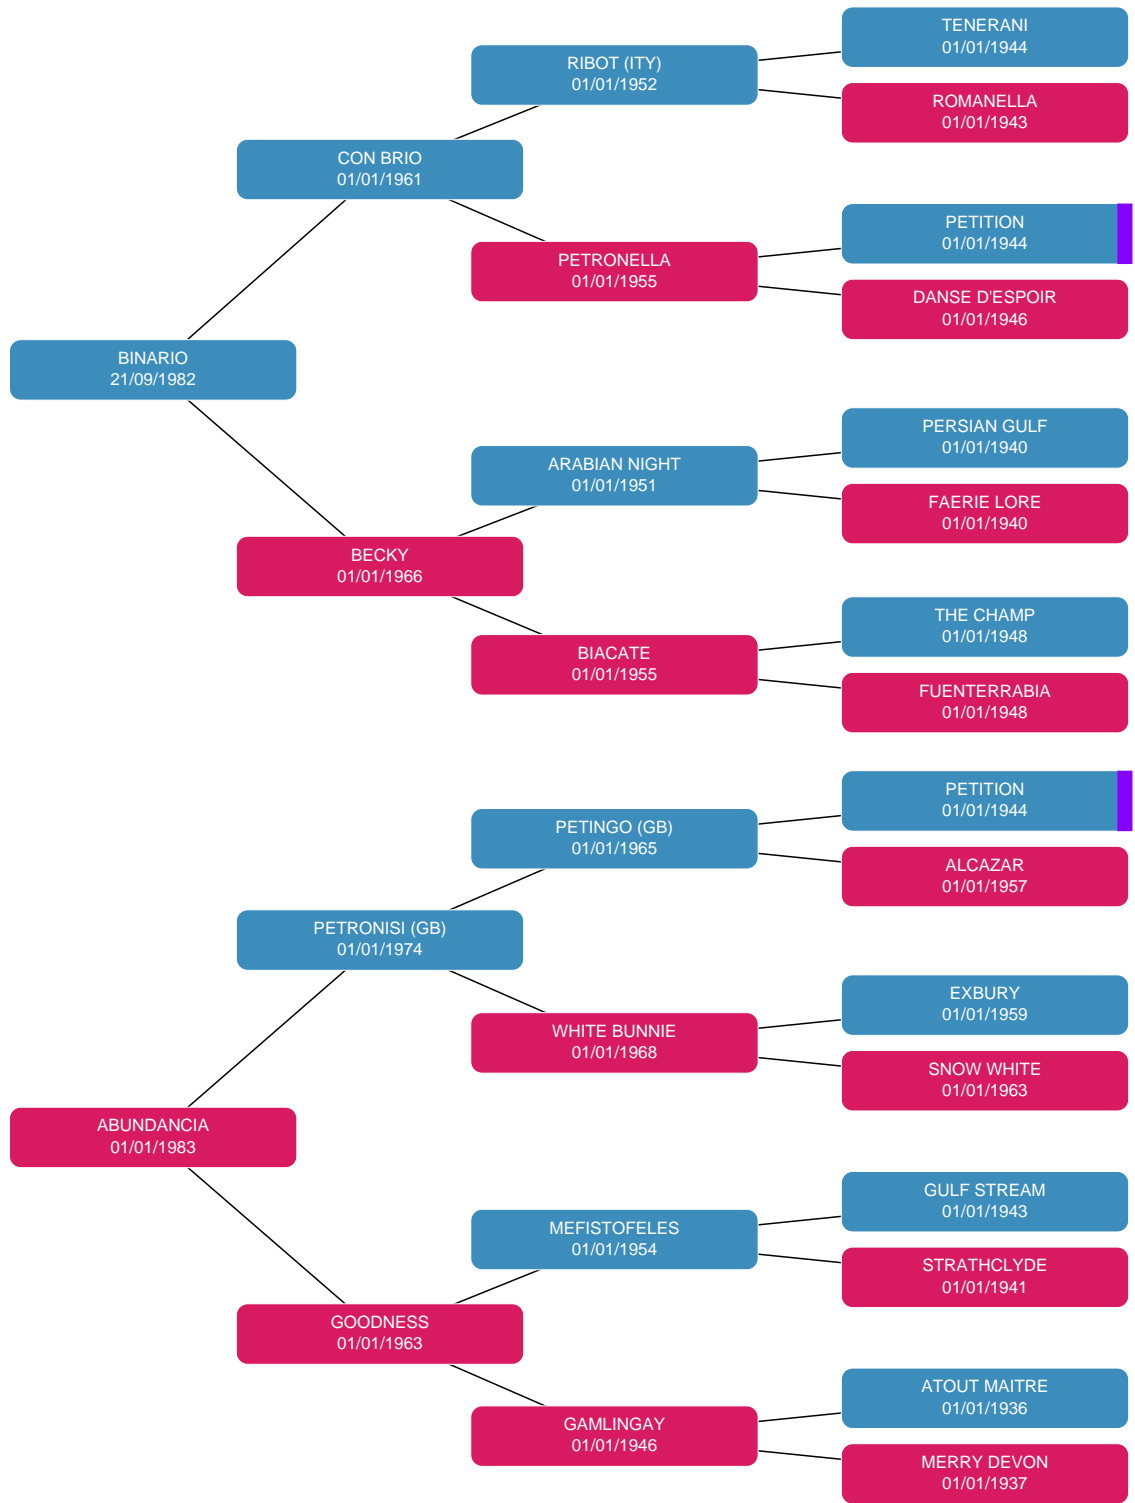 TENERANI
01/01/1944
RIBOT (ITY)
01/01/1952
ROMANELLA
01/01/1943
CON BRIO
01/01/1961
PETITION
01/01/1944
PETRONELLA
01/01/1955
DANSE D'ESPOIR
01/01/1946
BINARIO
21/09/1982
PERSIAN GULF
01/01/1940
ARABIAN NIGHT
01/01/1951
FAERIE LORE
01/01/1940
BECKY
01/01/1966
THE CHAMP
01/01/1948
BIACATE
01/01/1955
FUENTERRABIA
01/01/1948
PETITION
01/01/1944
PETINGO (GB)
01/01/1965
ALCAZAR
01/01/1957
PETRONISI (GB)
01/01/1974
EXBURY
01/01/1959
WHITE BUNNIE
01/01/1968
SNOW WHITE
01/01/1963
ABUNDANCIA
01/01/1983
GULF STREAM
01/01/1943
MEFISTOFELES
01/01/1954
STRATHCLYDE
01/01/1941
GOODNESS
01/01/1963
ATOUT MAITRE
01/01/1936
GAMLINGAY
01/01/1946
MERRY DEVON
01/01/1937